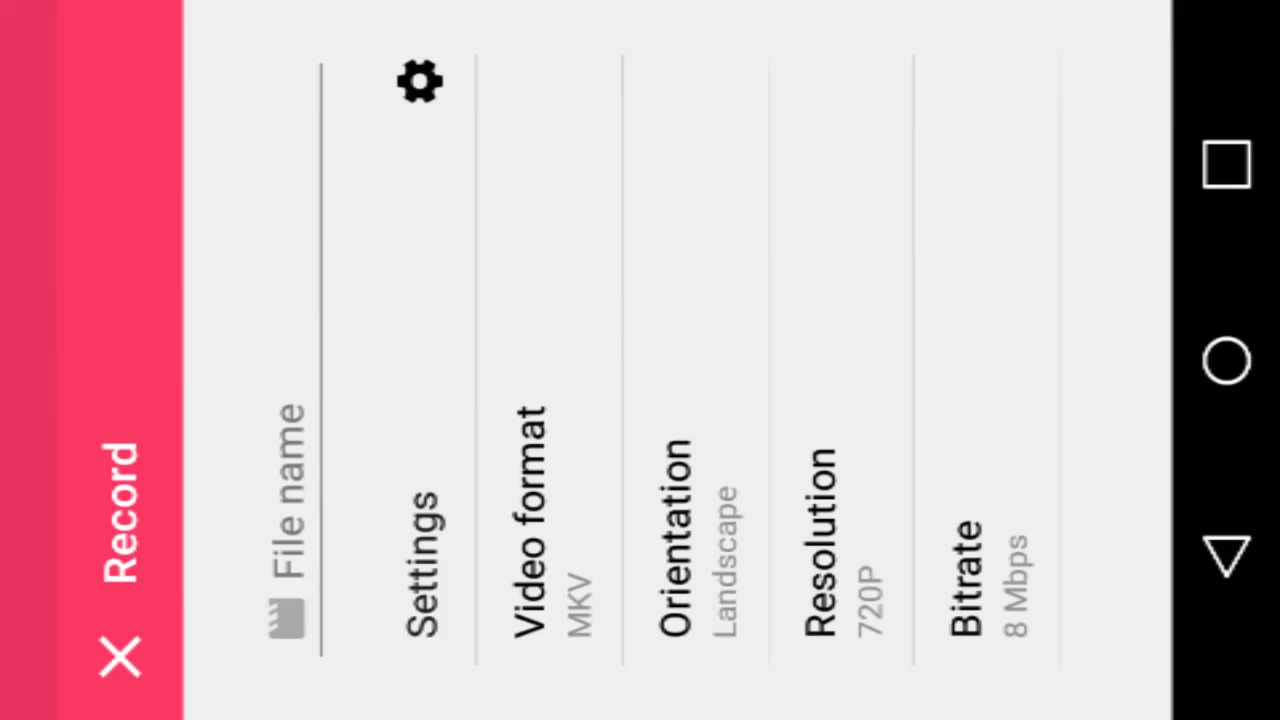 Record
File name
Settings
Video format
MKV
Orientation
Landscape
Resolution
720P
Bitrate
8 Mbps